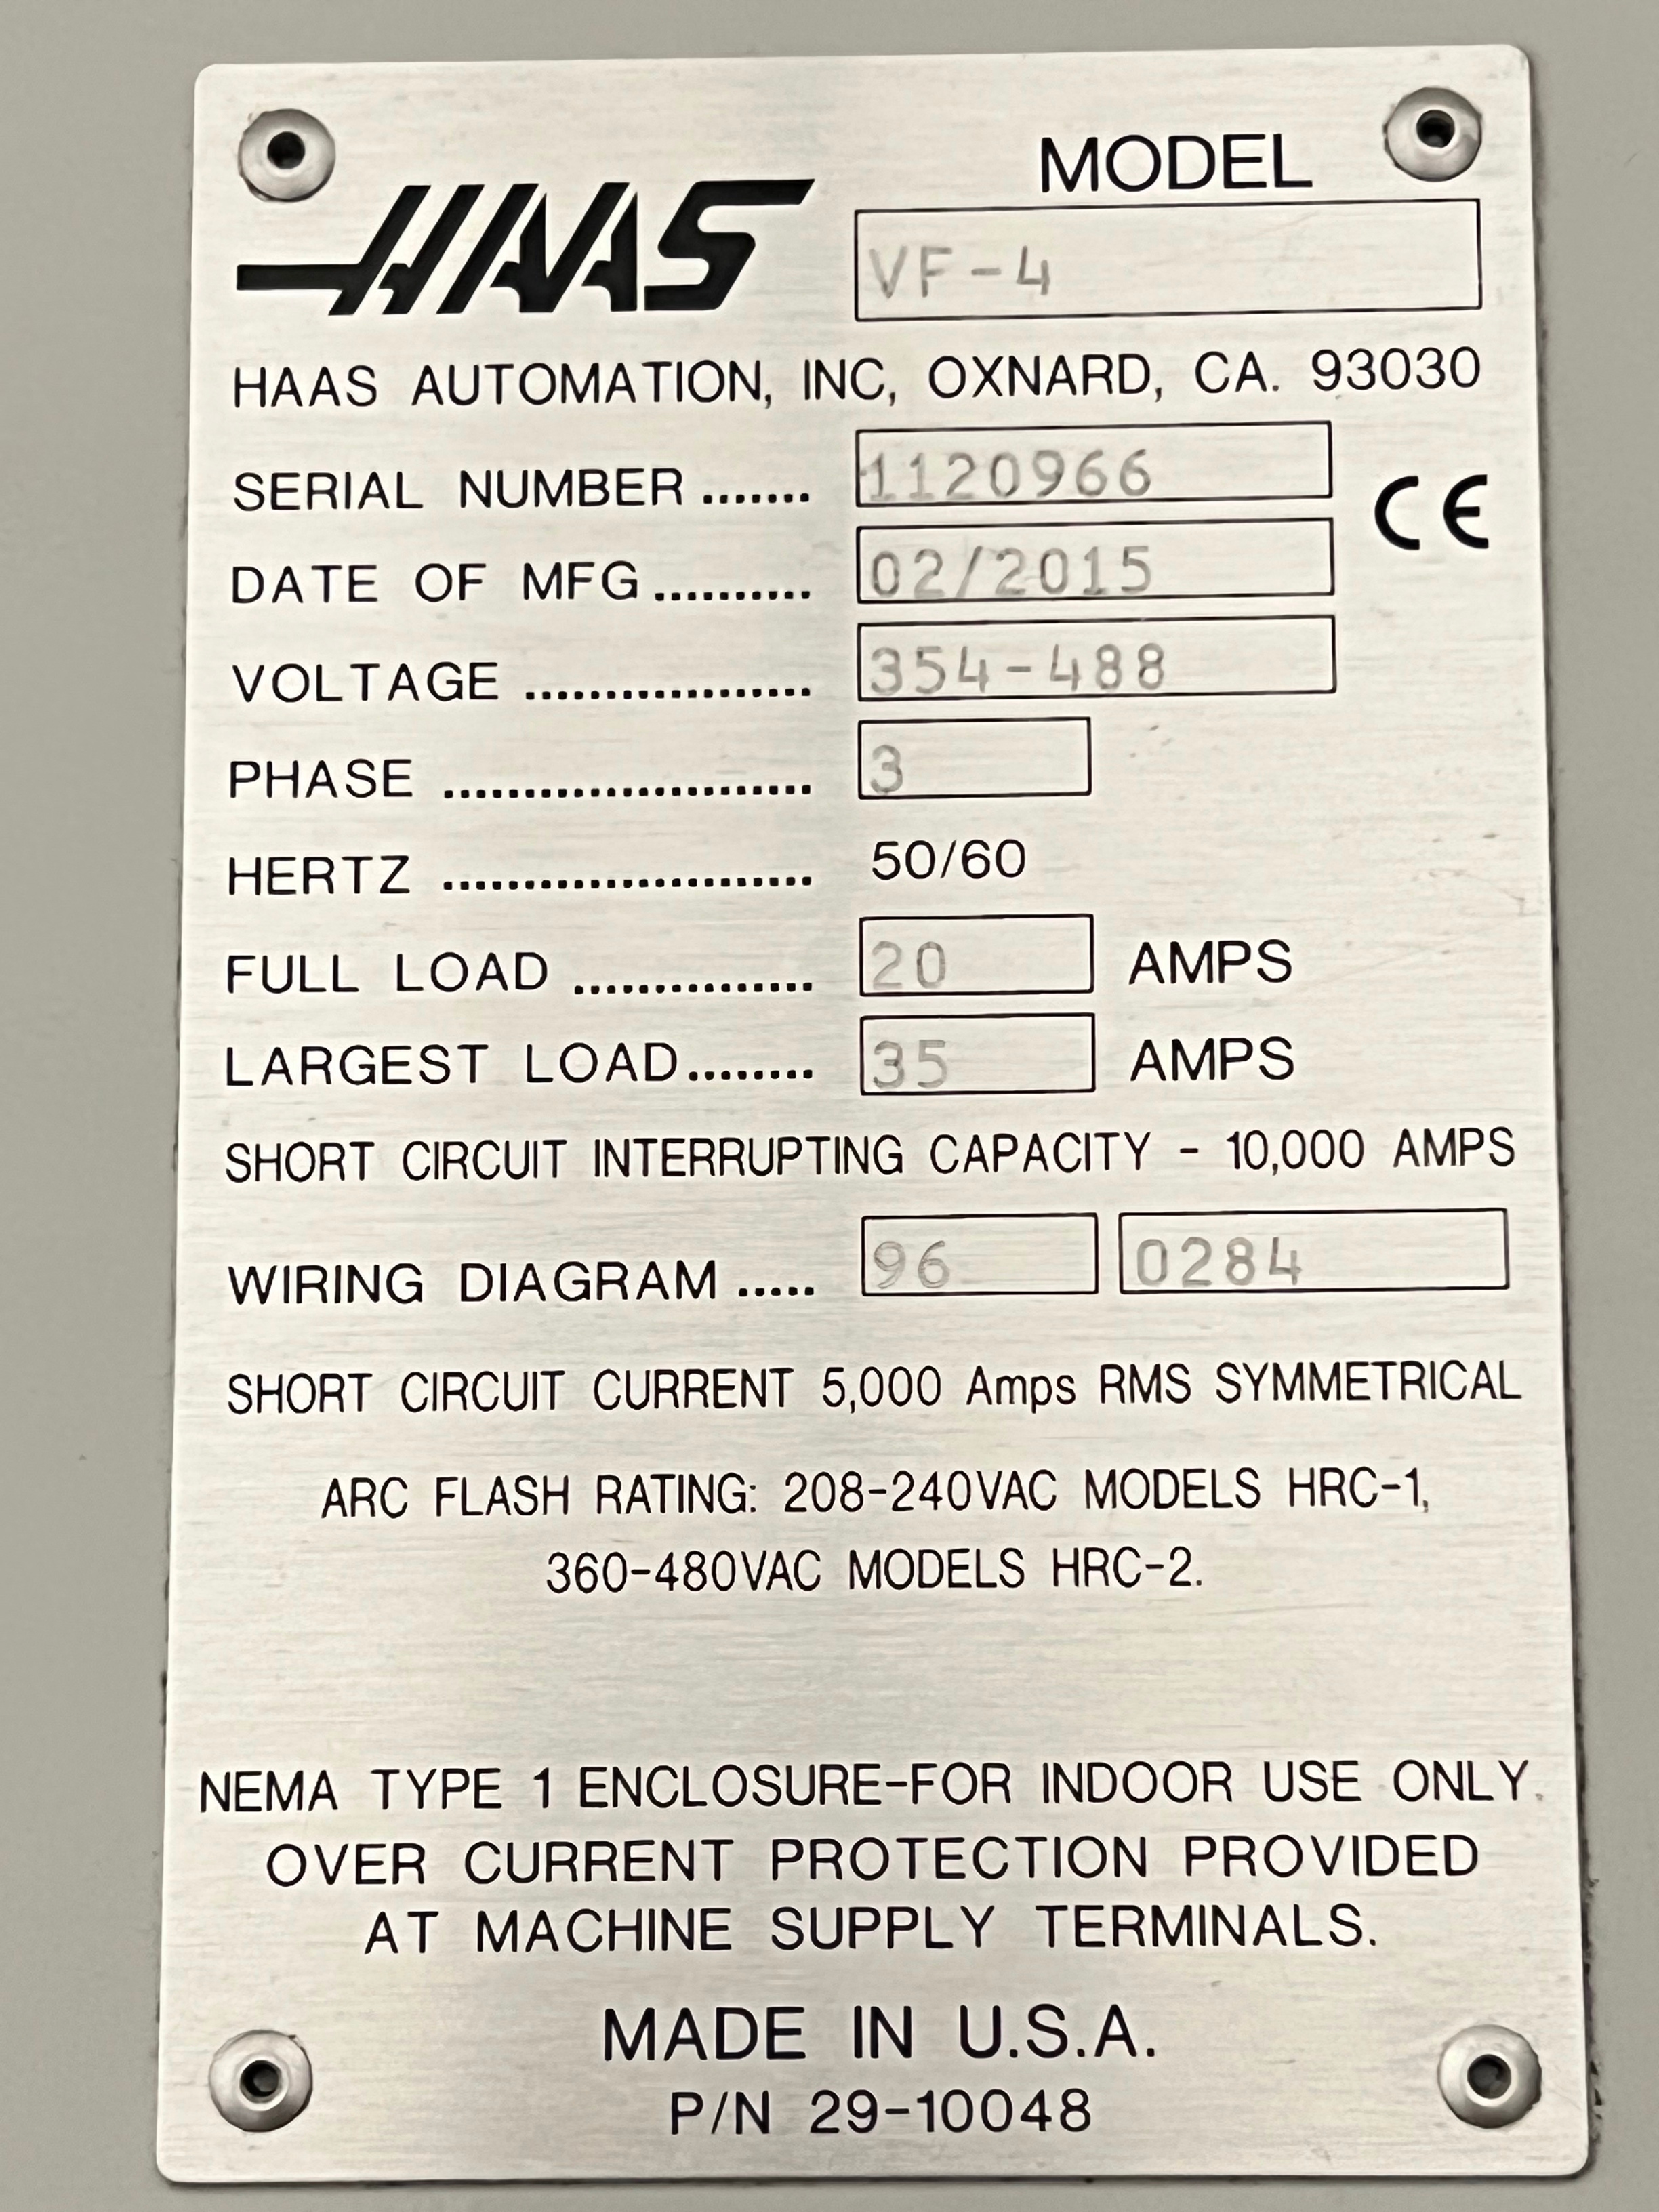 MODEL
HAAS VF-4
HAAS AUTOMATION, INC, OXNARD, CA. 93030
SERIAL NUMBER ....... 1120966
CE
DATE OF MFG .......... 02/2015
VOLTAGE .................. 354-488
PHASE ....................... 3
HERTZ ....................... 50/60
FULL LOAD ............... 20 AMPS
LARGEST LOAD ........ 35 AMPS
SHORT CIRCUIT INTERRUPTING CAPACITY - 10,000 AMPS
WIRING DIAGRAM ..... 96 0284
SHORT CIRCUIT CURRENT 5,000 Amps RMS SYMMETRICAL
ARC FLASH RATING: 208-240VAC MODELS HRC-1,
360-480VAC MODELS HRC-2.
NEMA TYPE 1 ENCLOSURE-FOR INDOOR USE ONLY.
OVER CURRENT PROTECTION PROVIDED
AT MACHINE SUPPLY TERMINALS.
MADE IN U.S.A.
P/N 29-10048